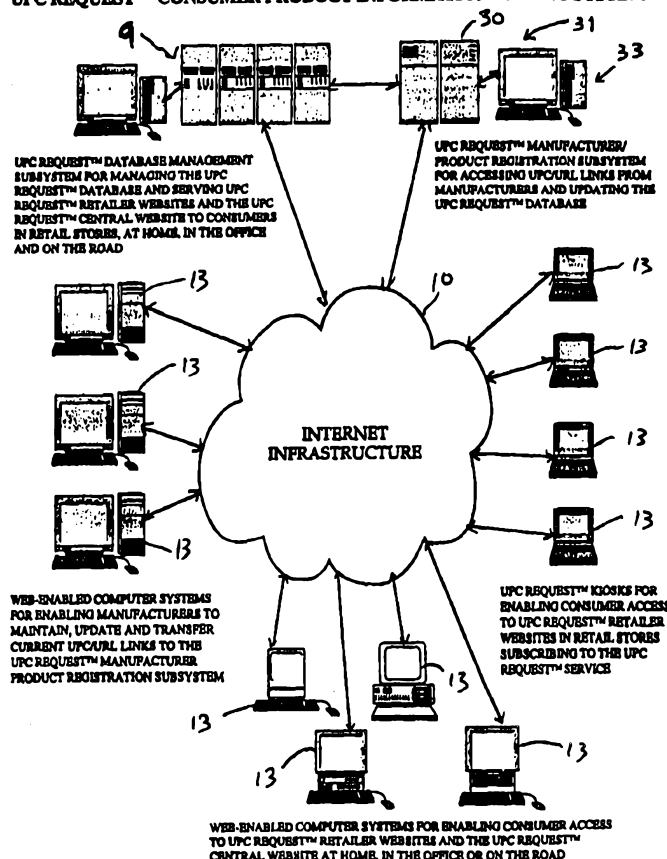 9
30
31
33
UPC REQUEST™ DATABASE MANAGEMENT
SUBSYSTEM FOR MANAGING THE UPC
REQUEST™ DATABASE AND SERVING UPC
REQUEST™ RETAILER WEBSITES AND THE UPC
REQUEST™ CENTRAL WEBSITE TO CONSUMERS
IN RETAIL STORES, AT HOME, IN THE OFFICE
AND ON THE ROAD
UPC REQUEST™ MANUFACTURER/
PRODUCT REGISTRATION SUBSYSTEM
FOR ACCESSING UPC/URL LINKS FROM
MANUFACTURERS AND UPDATING THE
UPC REQUEST™ DATABASE
13
10
13
13
13
13
INTERNET
INFRASTRUCTURE
13
13
13
WEB-ENABLED COMPUTER SYSTEMS
FOR ENABLING MANUFACTURERS TO
MAINTAIN, UPDATE AND TRANSFER
CURRENT UPC/URL LINKS TO THE
UPC REQUEST™ MANUFACTURER
PRODUCT REGISTRATION SUBSYSTEM
UPC REQUEST™ KIOSKS FOR
ENABLING CONSUMER ACCESS
TO UPC REQUEST™ RETAILER
WEBSITES IN RETAIL STORES
SUBSCRIBING TO THE UPC
REQUEST™ SERVICE
13
13
13
13
WEB-ENABLED COMPUTER SYSTEMS FOR ENABLING CONSUMER ACCESS
TO UPC REQUEST™ RETAILER WEBSITES AND THE UPC REQUEST™
CENTRAL WEBSITE AT HOME, IN THE OFFICE OR ON THE ROAD